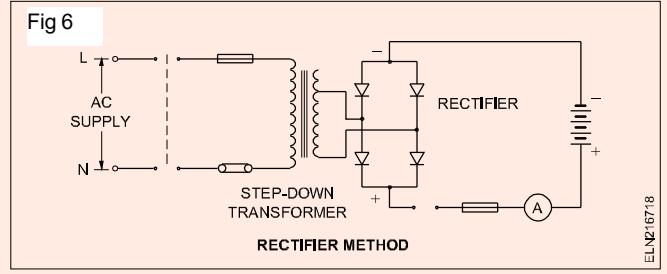 Fig 6
L
AC
SUPPLY
N
STEP-DOWN
TRANSFORMER
−
RECTIFIER
+
A
−
+
RECTIFIER METHOD
ELN216718